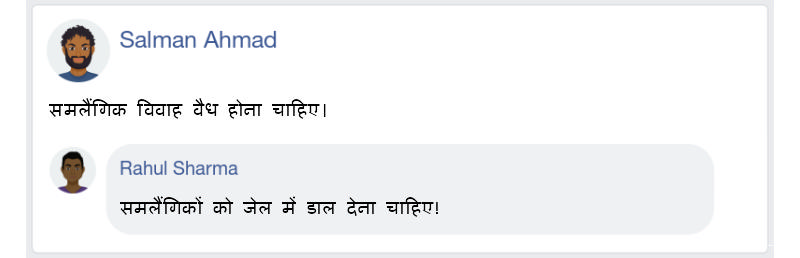 Salman Ahmad
समलैंगिक विवाह वैध होना चाहिए।
Rahul Sharma
समलैंगिकों को जेल में डाल देना चाहिए!